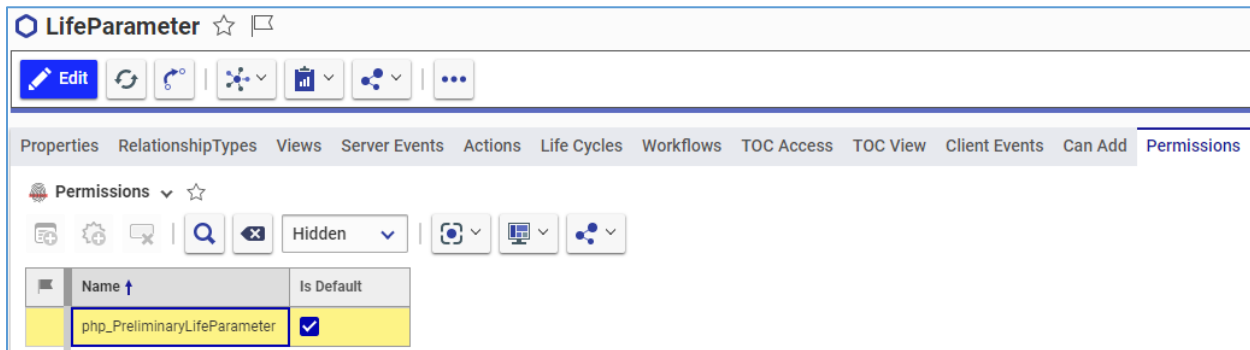 LifeParameter
Edit
Properties RelationshipTypes Views Server Events Actions Life Cycles Workflows TOC Access TOC View Client Events Can Add Permissions
Permissions
Hidden
Name Is Default
php_PreliminaryLifeParameter